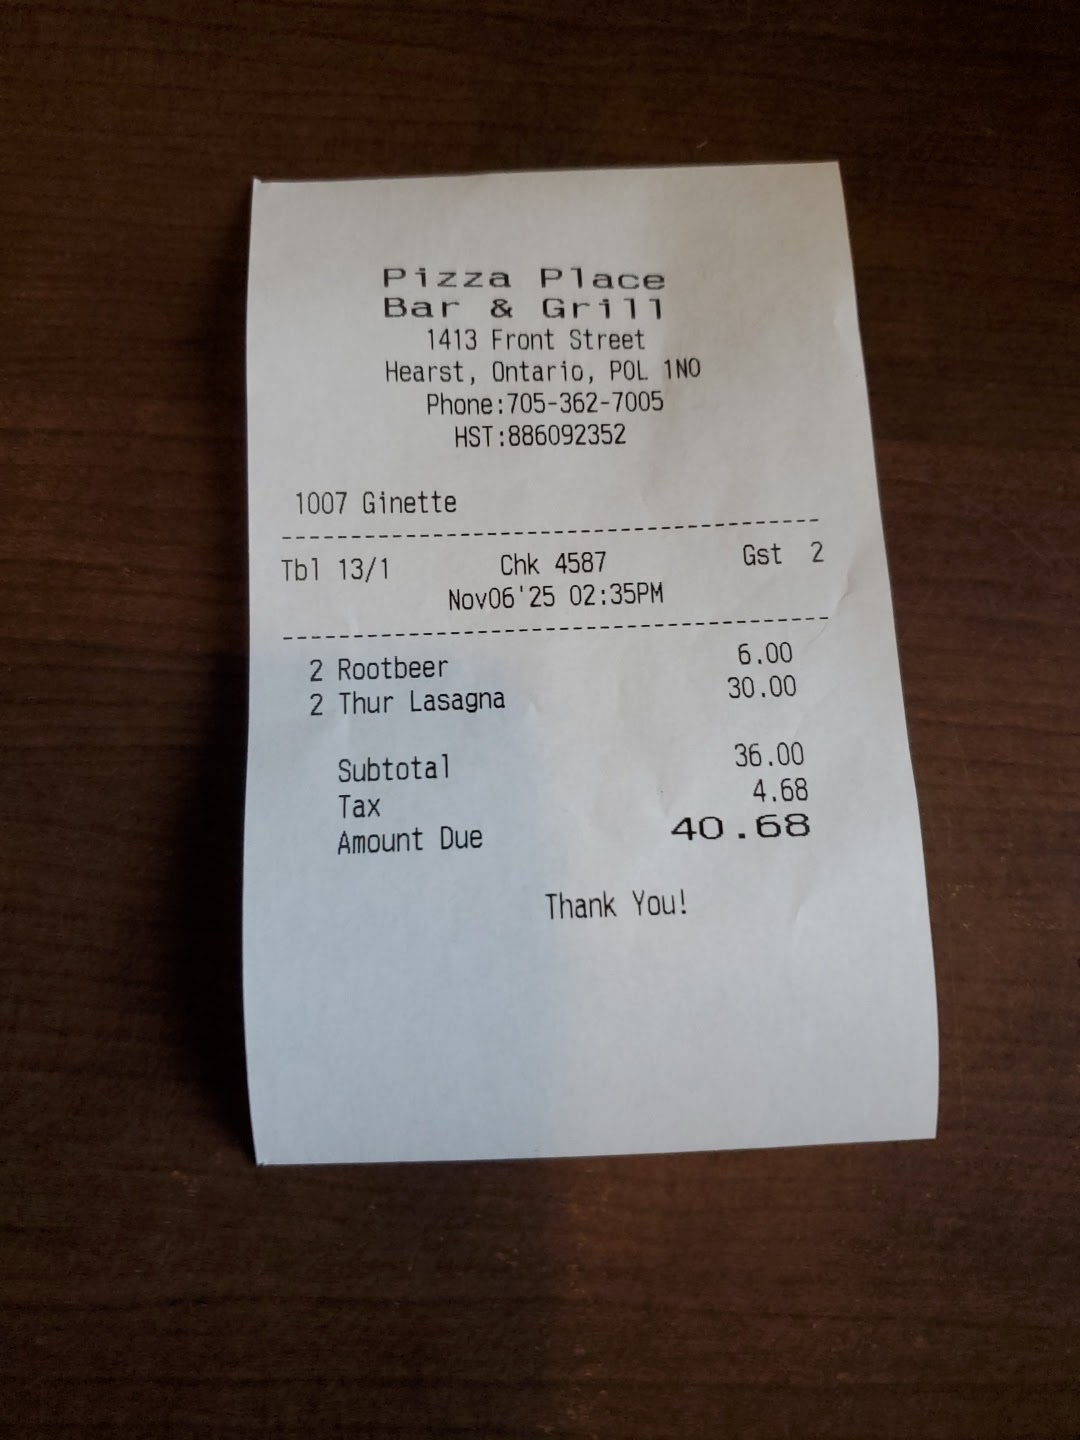 Pizza Place
Bar & Grill
1413 Front Street
Hearst, Ontario, POL 1NO
Phone:705-362-7005
HST:886092352
1007 Ginette
Tbl 13/1 Chk 4587 Gst 2
Nov06'25 02:35PM
2 Rootbeer 6.00
2 Thur Lasagna 30.00
Subtotal 36.00
Tax 4.68
Amount Due 40.68
Thank You!